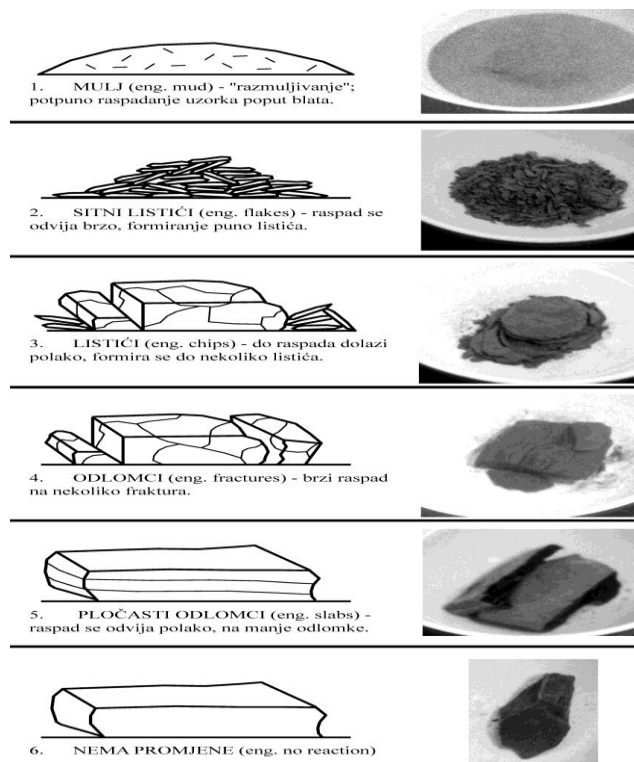 1. MULJ (eng. mud) - "razmuljivanje";
potpuno raspadanje uzorka poput blata.
2. SITNI LISTIĆI (eng. flakes) - raspad se
odvija brzo, formiranje puno listića.
3. LISTIĆI (eng. chips) - do raspada dolazi
polako, formira se do nekoliko listića.
4. ODLOMCI (eng. fractures) - brzi raspad
na nekoliko fraktura.
5. PLOČASTI ODLOMCI (eng. slabs) -
raspad se odvija polako, na manje odlomke.
6. NEMA PROMJENE (eng. no reaction)